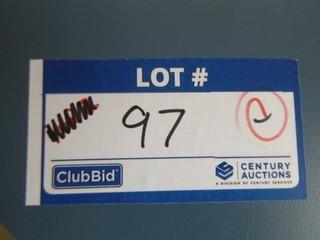 LOT #
97
ClubBid
CENTURY AUCTIONS
A DIVISION OF CENTURY SERVICES